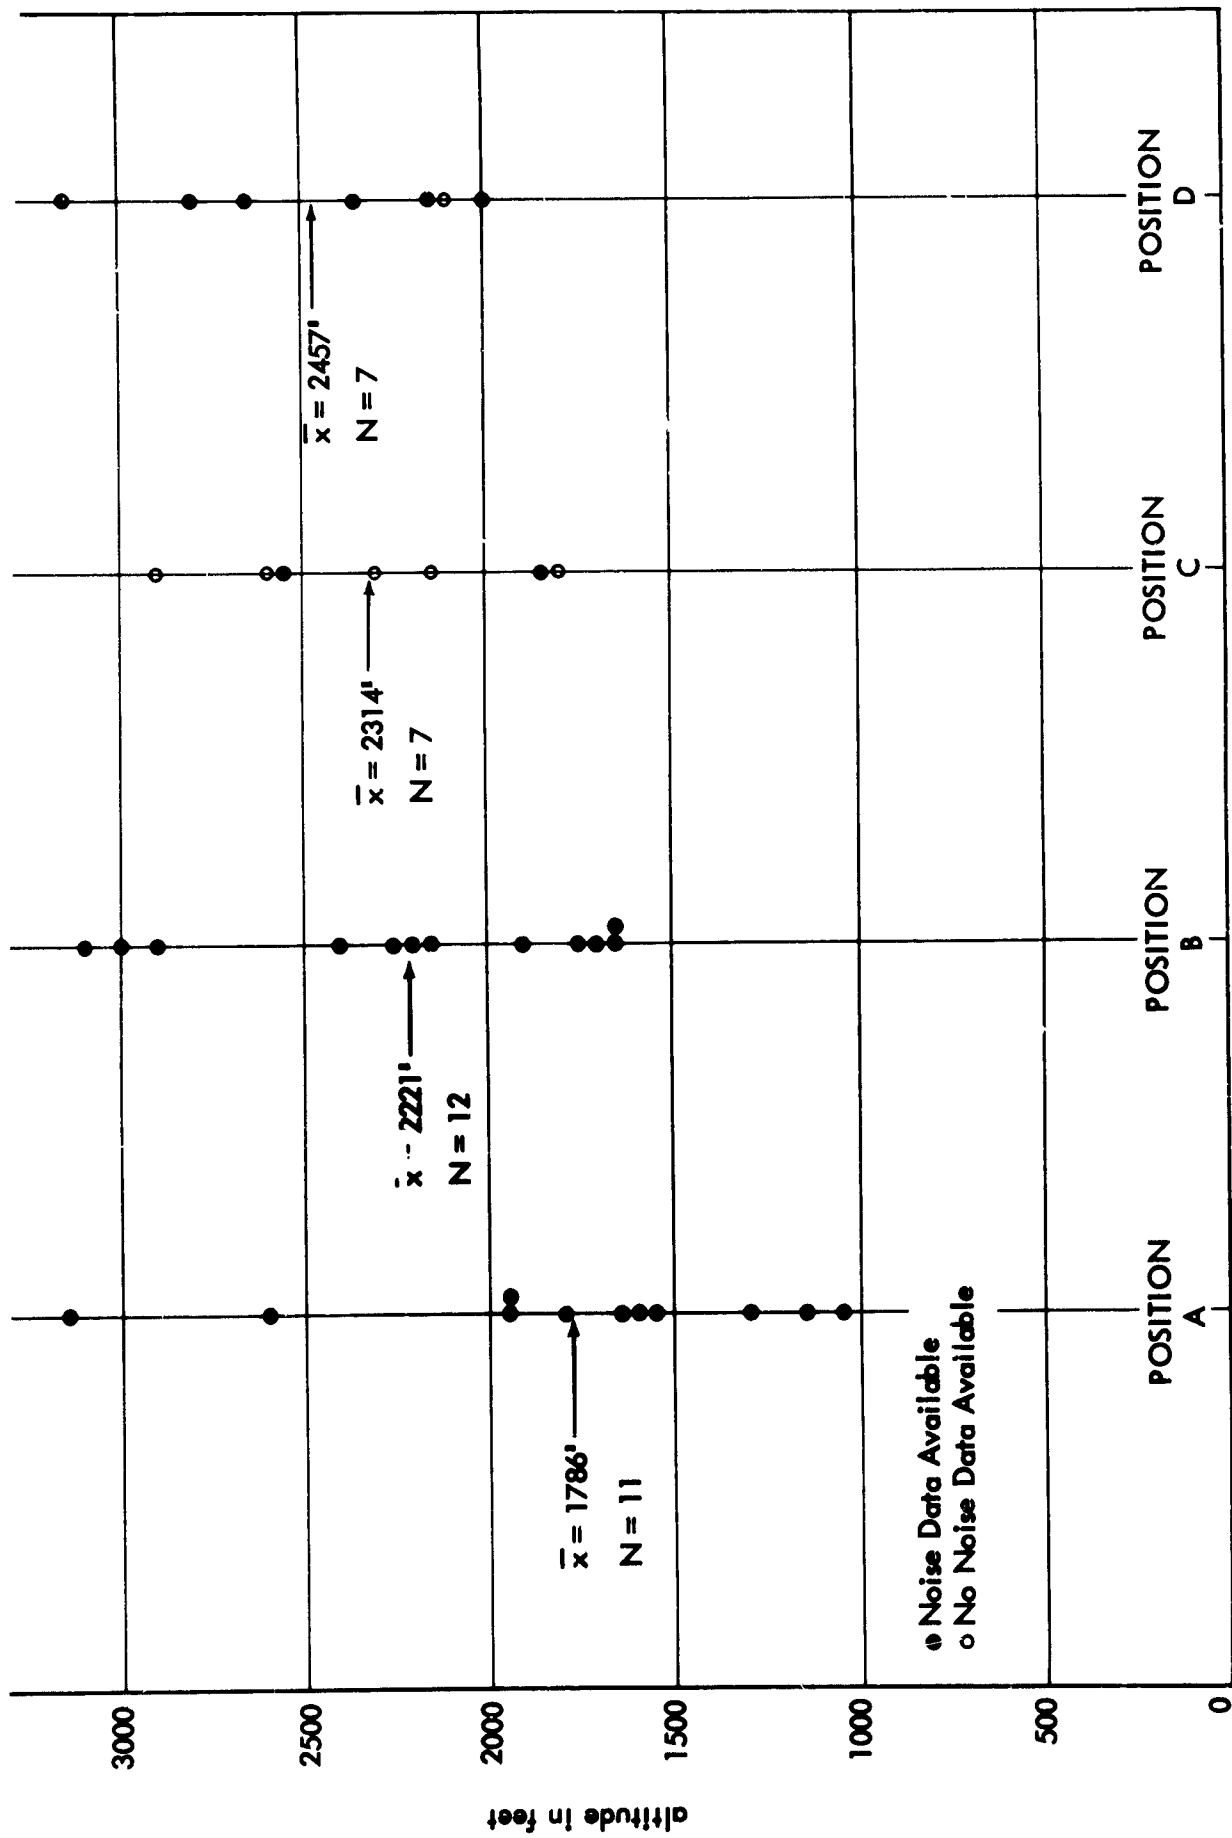 altitude in feet
3000
2500
2000
1500
1000
500
0
x̄ = 1786'
N = 11
x̄ - 2221'
N = 12
x̄ = 2314'
N = 7
x̄ = 2457'
N = 7
● Noise Data Available
○ No Noise Data Available
POSITION
A
POSITION
B
POSITION
C
POSITION
D